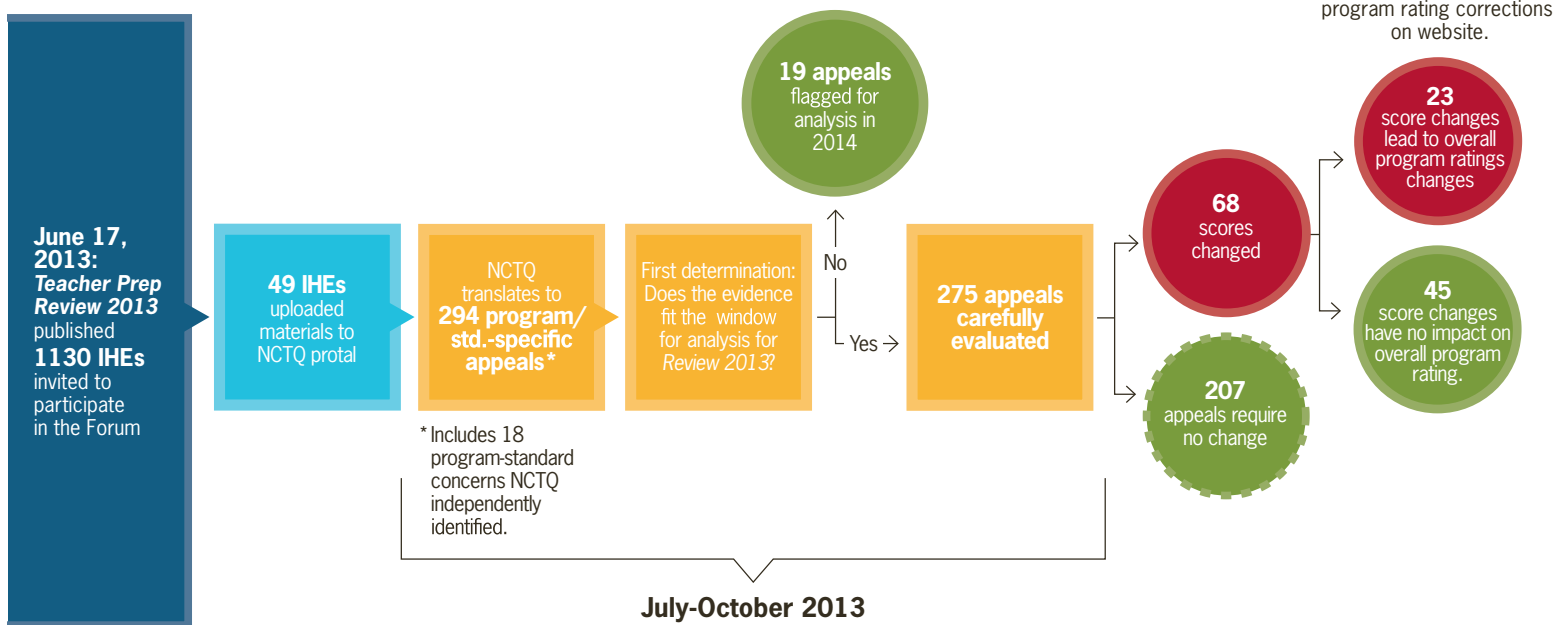 June 17,
2013:
Teacher Prep
Review 2013
published
1130 IHEs
invited to
participate
in the Forum
49 IHEs
uploaded
materials to
NCTQ protal
NCTQ
translates to
294 program/
std.-specific
appeals*
* Includes 18
program-standard
concerns NCTQ
independently
identified.
First determination:
Does the evidence
fit the window
for analysis for
Review 2013?
No
19 appeals
flagged for
analysis in
2014
Yes
275 appeals
carefully
evaluated
July-October 2013
68
scores
changed
207
appeals require
no change
program rating corrections
on website.
23
score changes
lead to overall
program ratings
changes
45
score changes
have no impact on
overall program
rating.